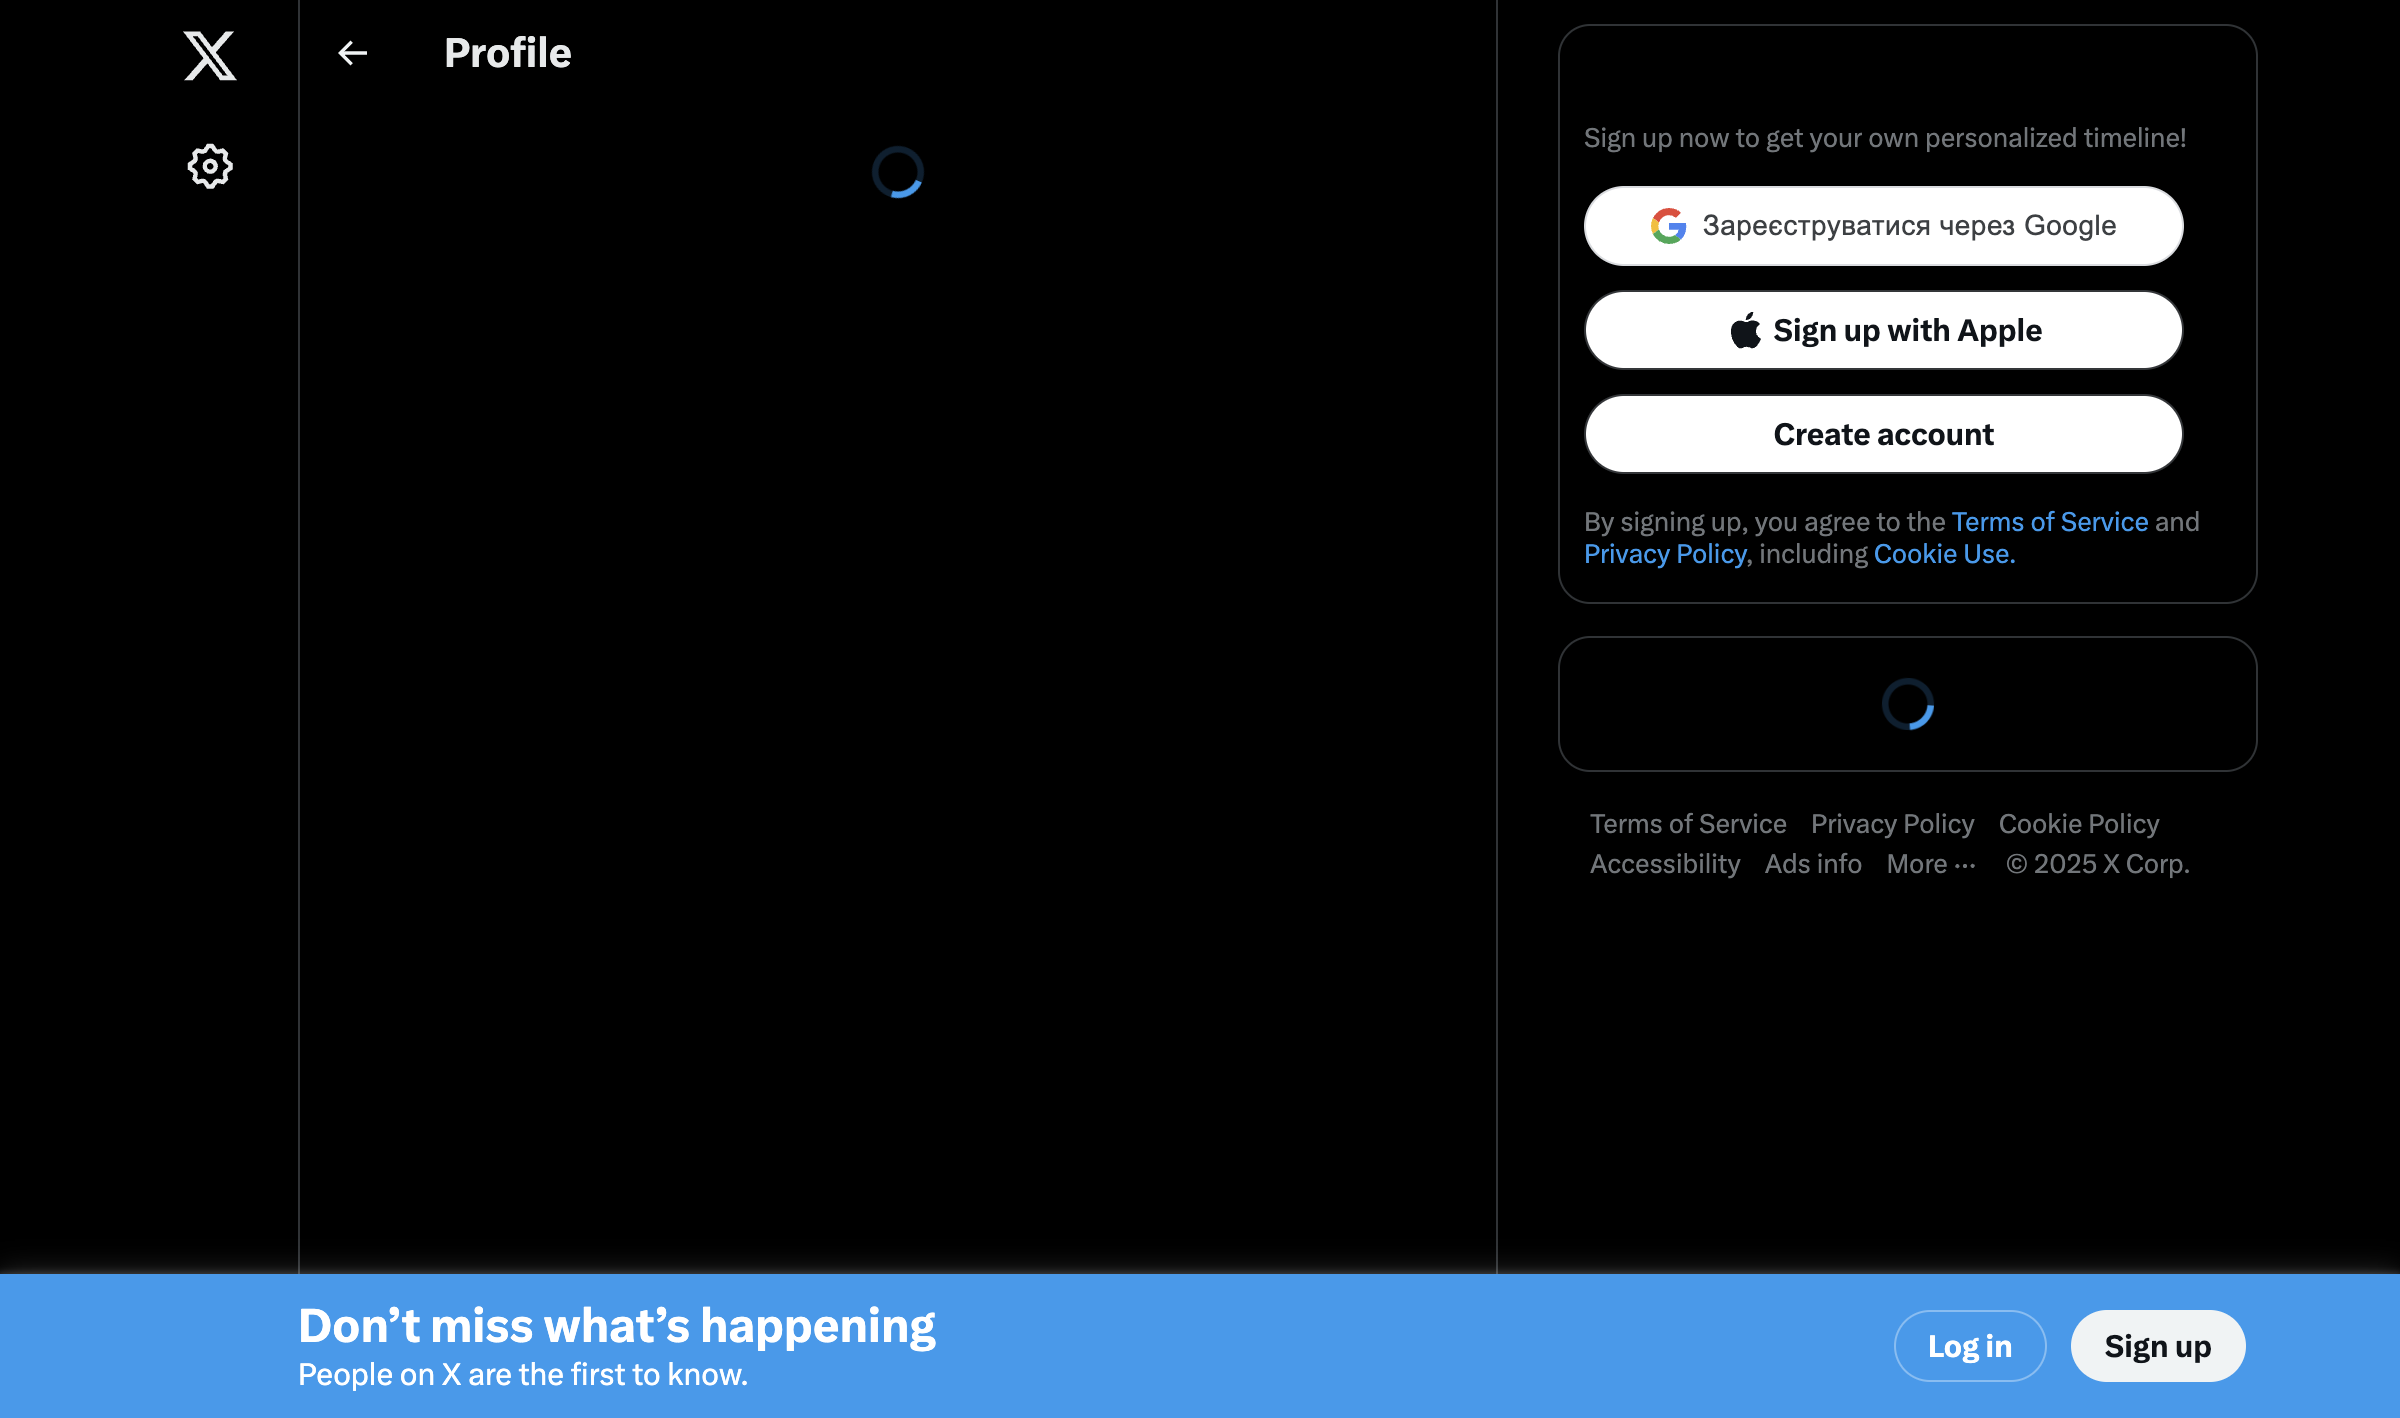 Profile
Sign up now to get your own personalized timeline!
Зареєструватися через Google
Sign up with Apple
Create account
By signing up, you agree to the Terms of Service and
Privacy Policy, including Cookie Use.
Terms of Service Privacy Policy Cookie Policy
Accessibility Ads info More ··· © 2025 X Corp.
Don’t miss what’s happening
People on X are the first to know.
Log in
Sign up